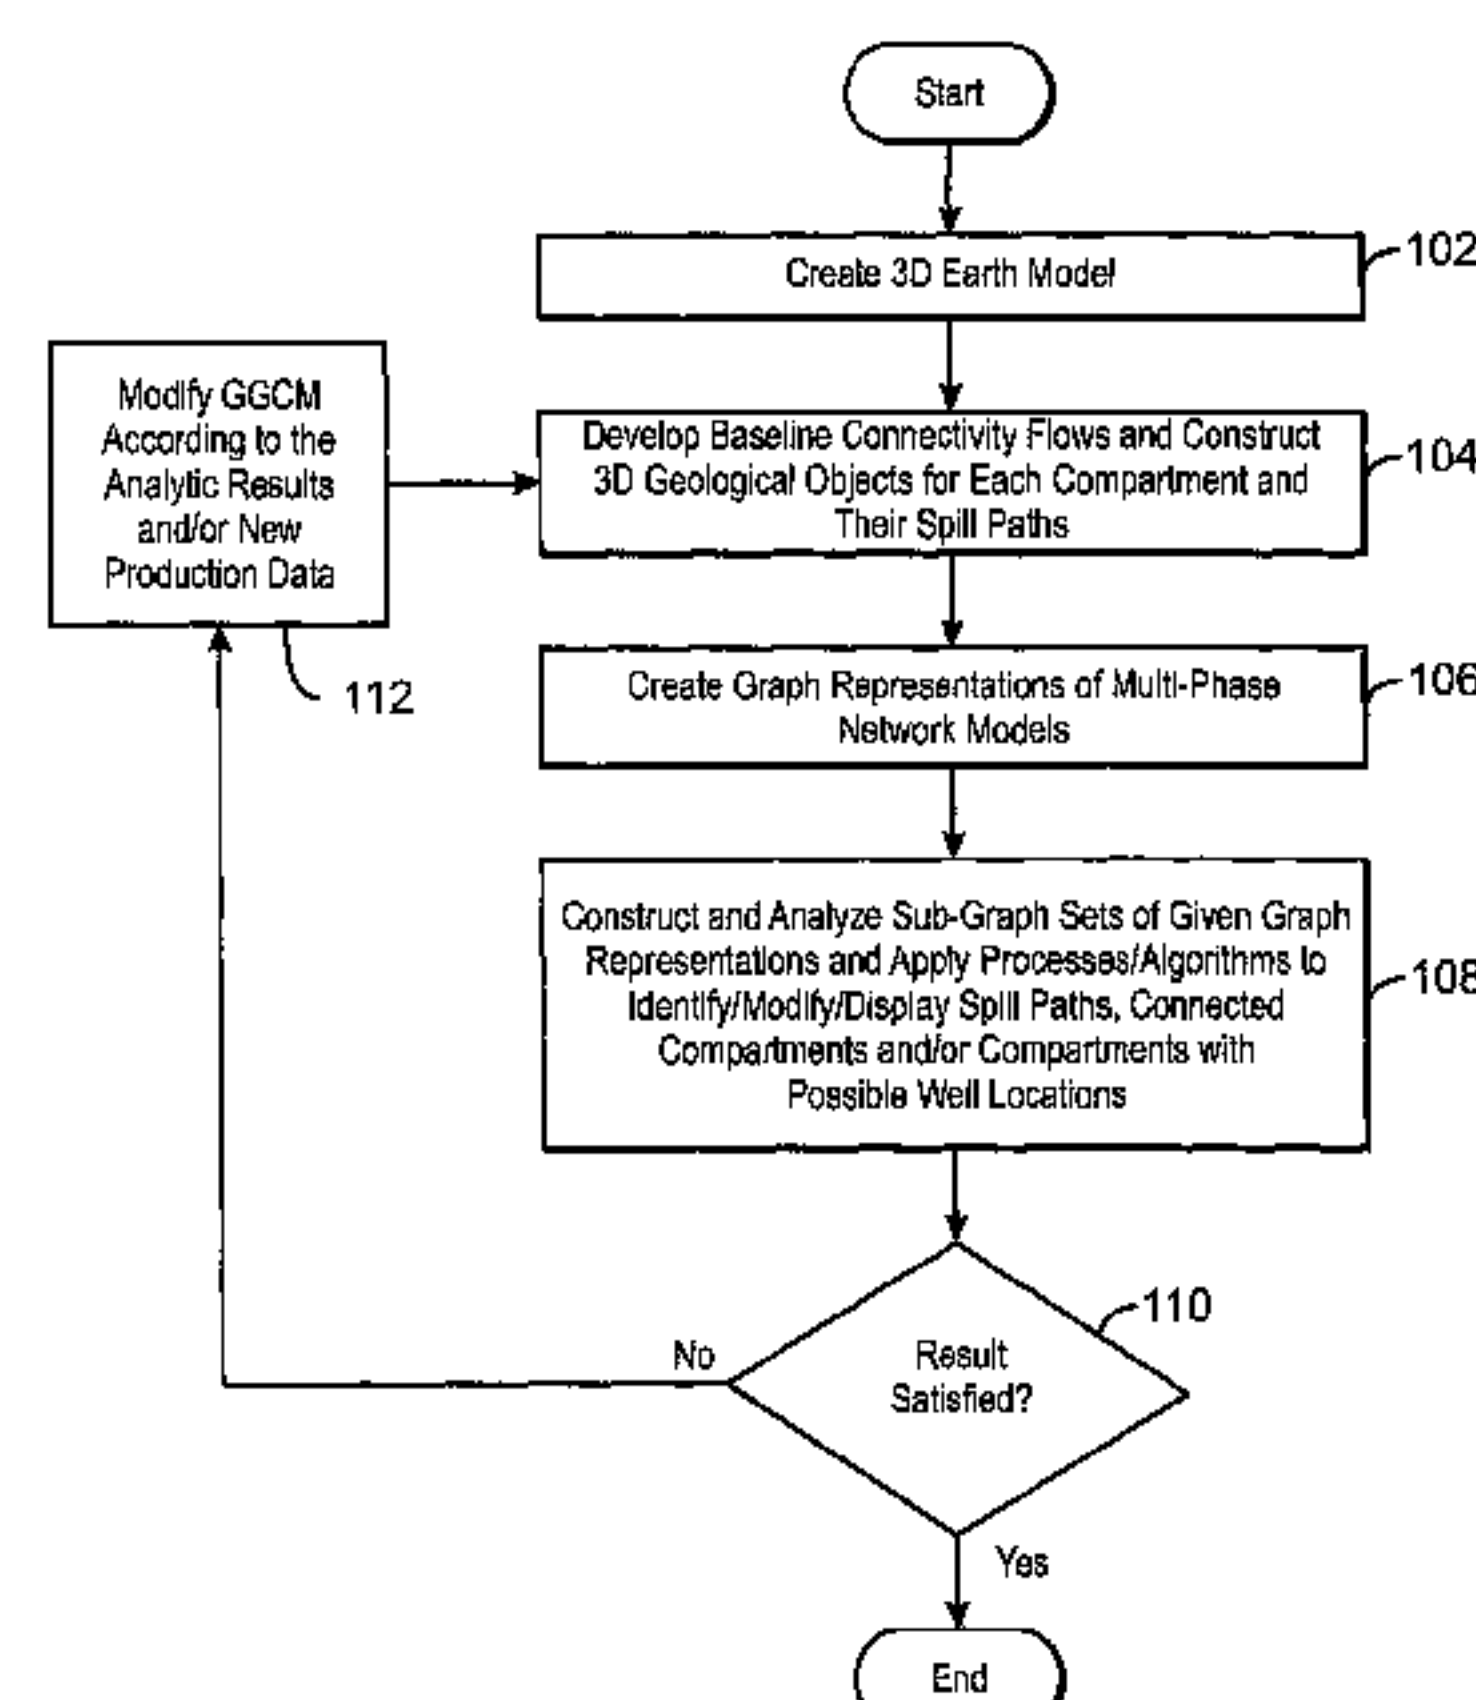 Start
Create 3D Earth Model
102
Modify GGCM
According to the
Analytic Results
and/or New
Production Data
112
Develop Baseline Connectivity Flows and Construct
3D Geological Objects for Each Compartment and
Their Spill Paths
104
Create Graph Representations of Multi-Phase
Network Models
106
Construct and Analyze Sub-Graph Sets of Given Graph
Representations and Apply Processes/Algorithms to
Identify/Modify/Display Spill Paths, Connected
Compartments and/or Compartments with
Possible Well Locations
108
110
Result
Satisfied?
No
Yes
End